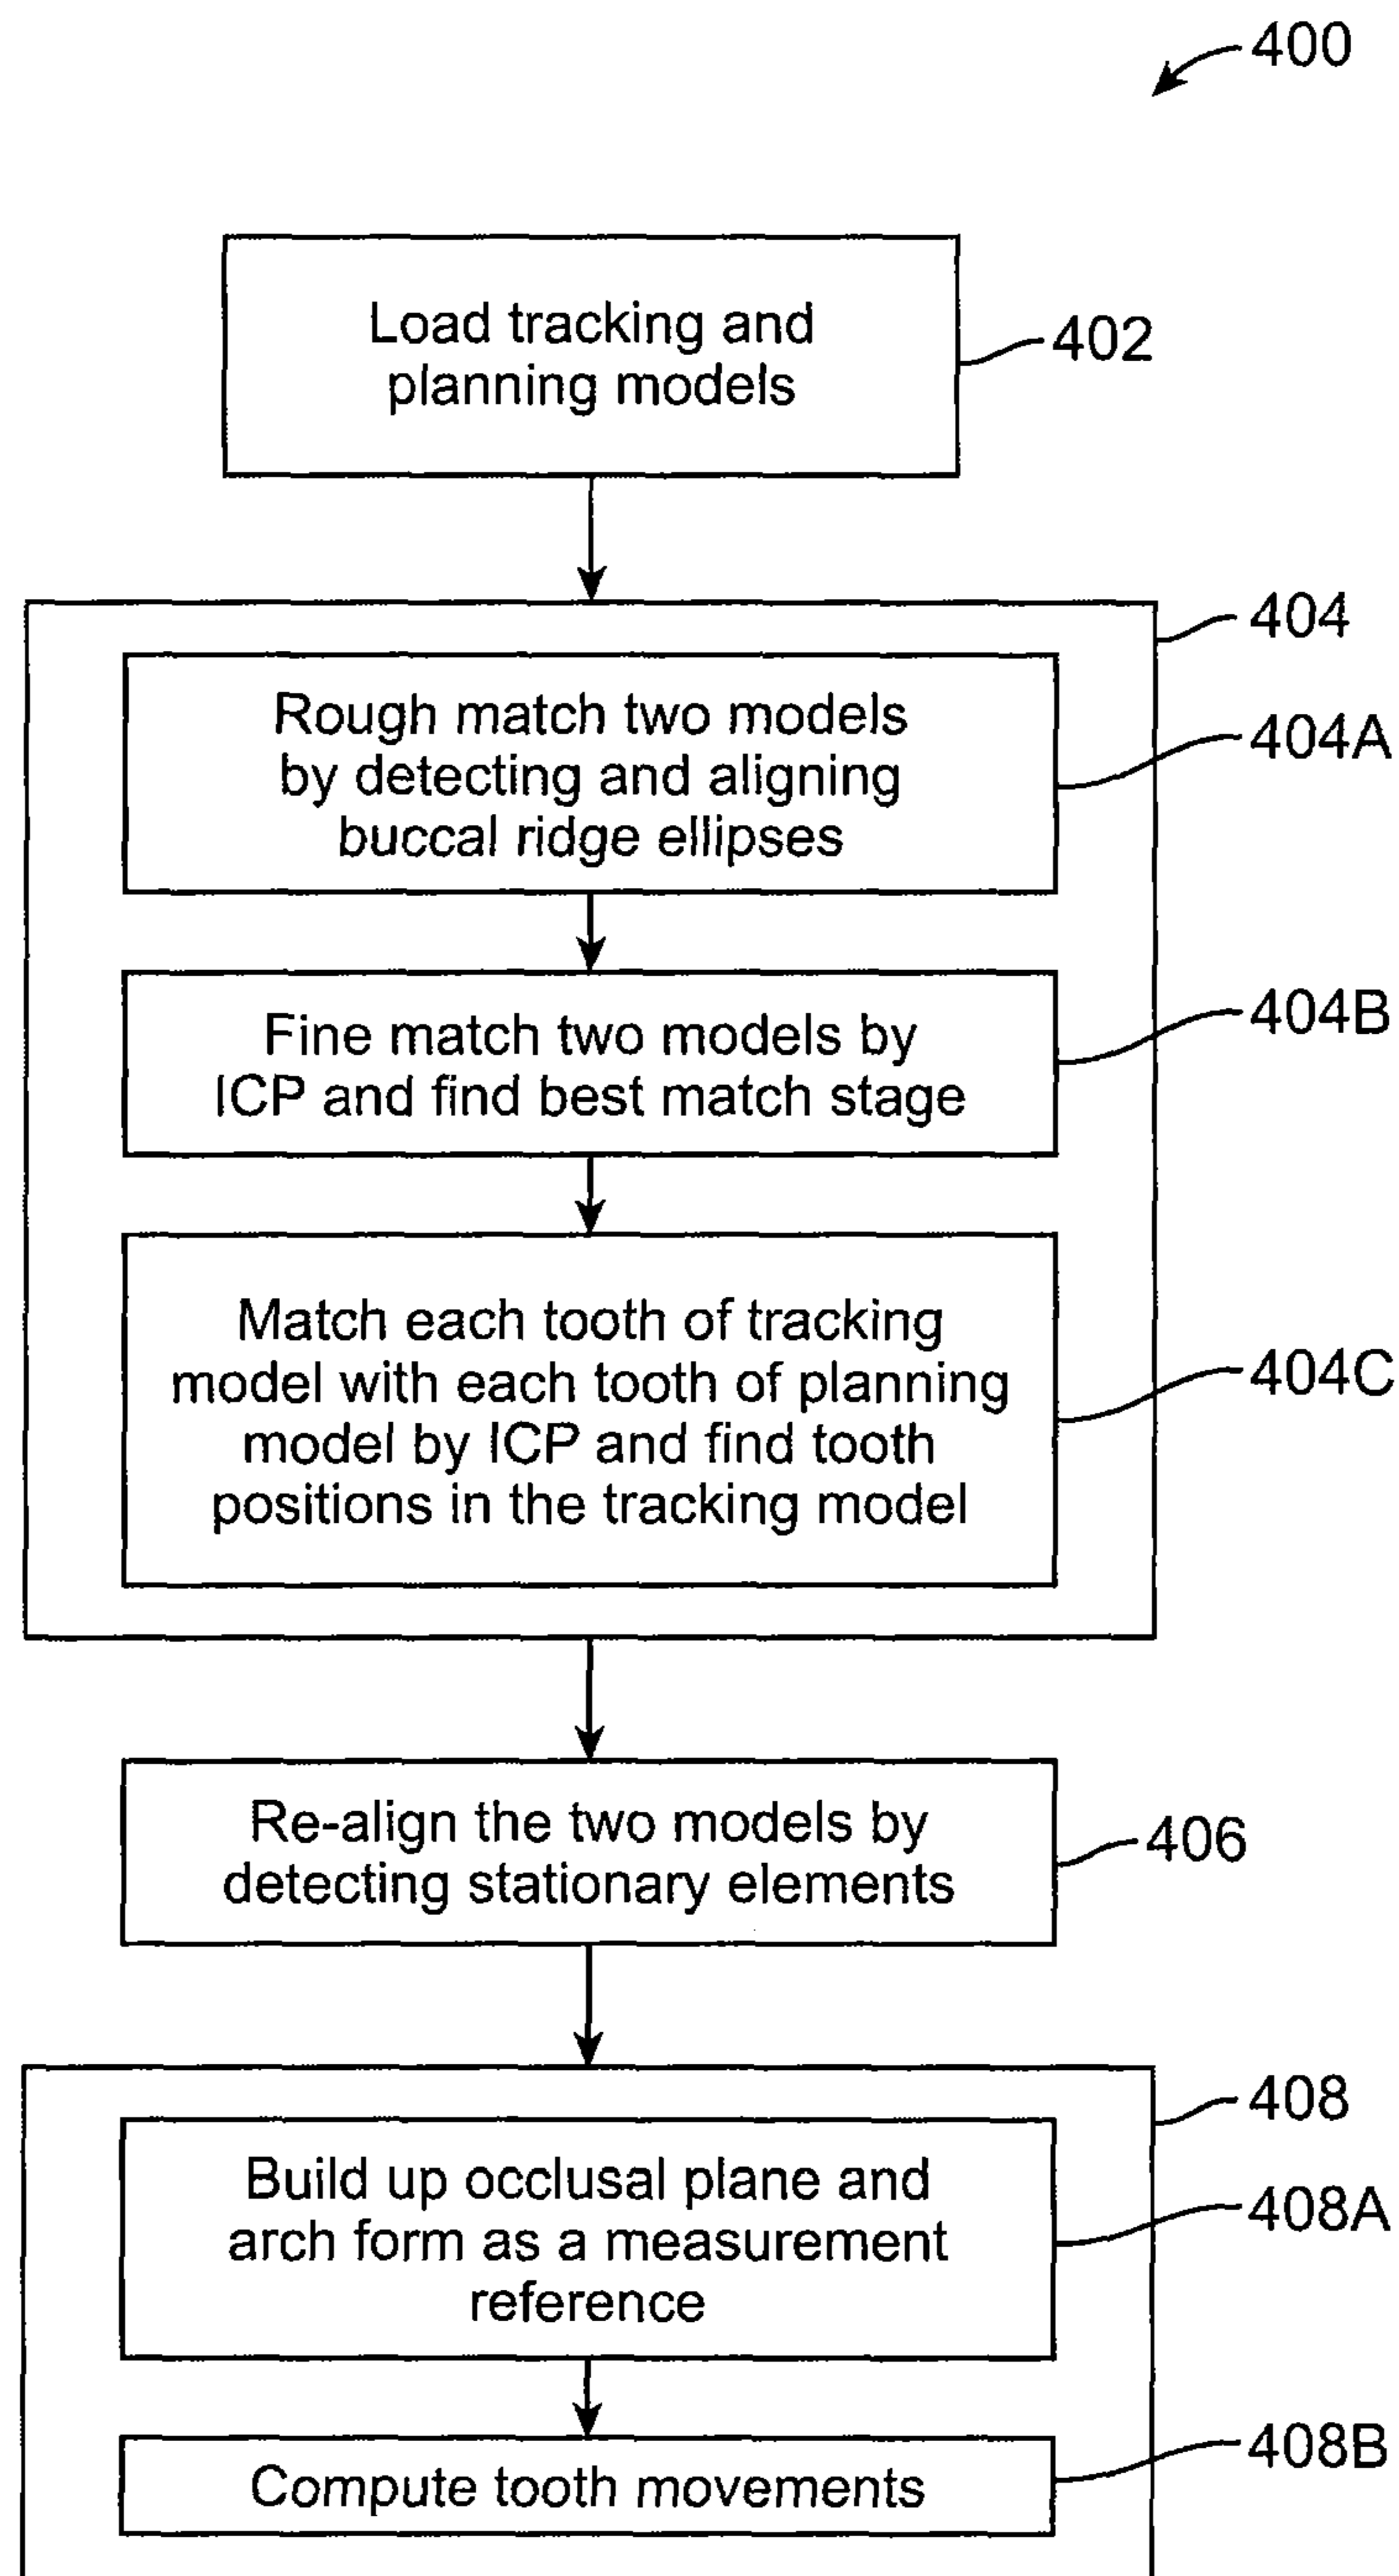 400
Load tracking and
planning models
402
404
Rough match two models
by detecting and aligning
buccal ridge ellipses
404A
Fine match two models by
ICP and find best match stage
404B
Match each tooth of tracking
model with each tooth of planning
model by ICP and find tooth
positions in the tracking model
404C
Re-align the two models by
detecting stationary elements
406
408
Build up occlusal plane and
arch form as a measurement
reference
408A
Compute tooth movements
408B